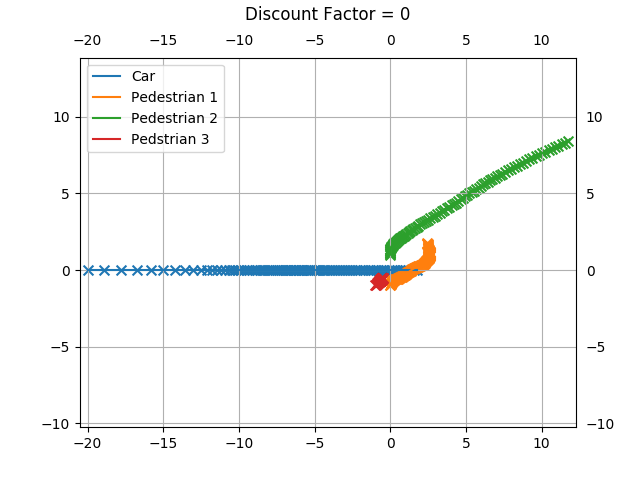 Discount Factor = 0
−20 −15 −10 −5 0 5 10
Car
Pedestrian 1
Pedestrian 2
Pedstrian 3
10 10
5 5
0 0
−5 −5
−10 −10
−20 −15 −10 −5 0 5 10